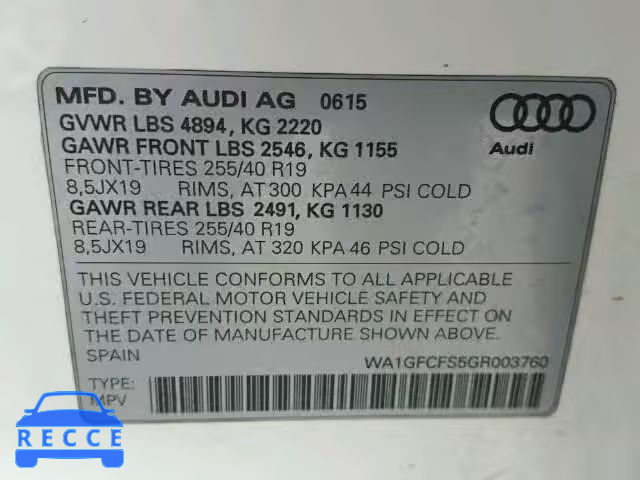 MFD. BY AUDI AG 0615
GVWR LBS 4894, KG 2220
GAWR FRONT LBS 2546, KG 1155
FRONT-TIRES 255/40 R19
8,5JX19 RIMS, AT 300 KPA 44 PSI COLD
GAWR REAR LBS 2491, KG 1130
REAR-TIRES 255/40 R19
8,5JX19 RIMS, AT 320 KPA 46 PSI COLD
Audi
THIS VEHICLE CONFORMS TO ALL APPLICABLE
U.S. FEDERAL MOTOR VEHICLE SAFETY AND
THEFT PREVENTION STANDARDS IN EFFECT ON
THE DATE OF MANUFACTURE SHOWN ABOVE.
SPAIN WA1GFCFS5GR003760
TYPE:
MPV
RECCE